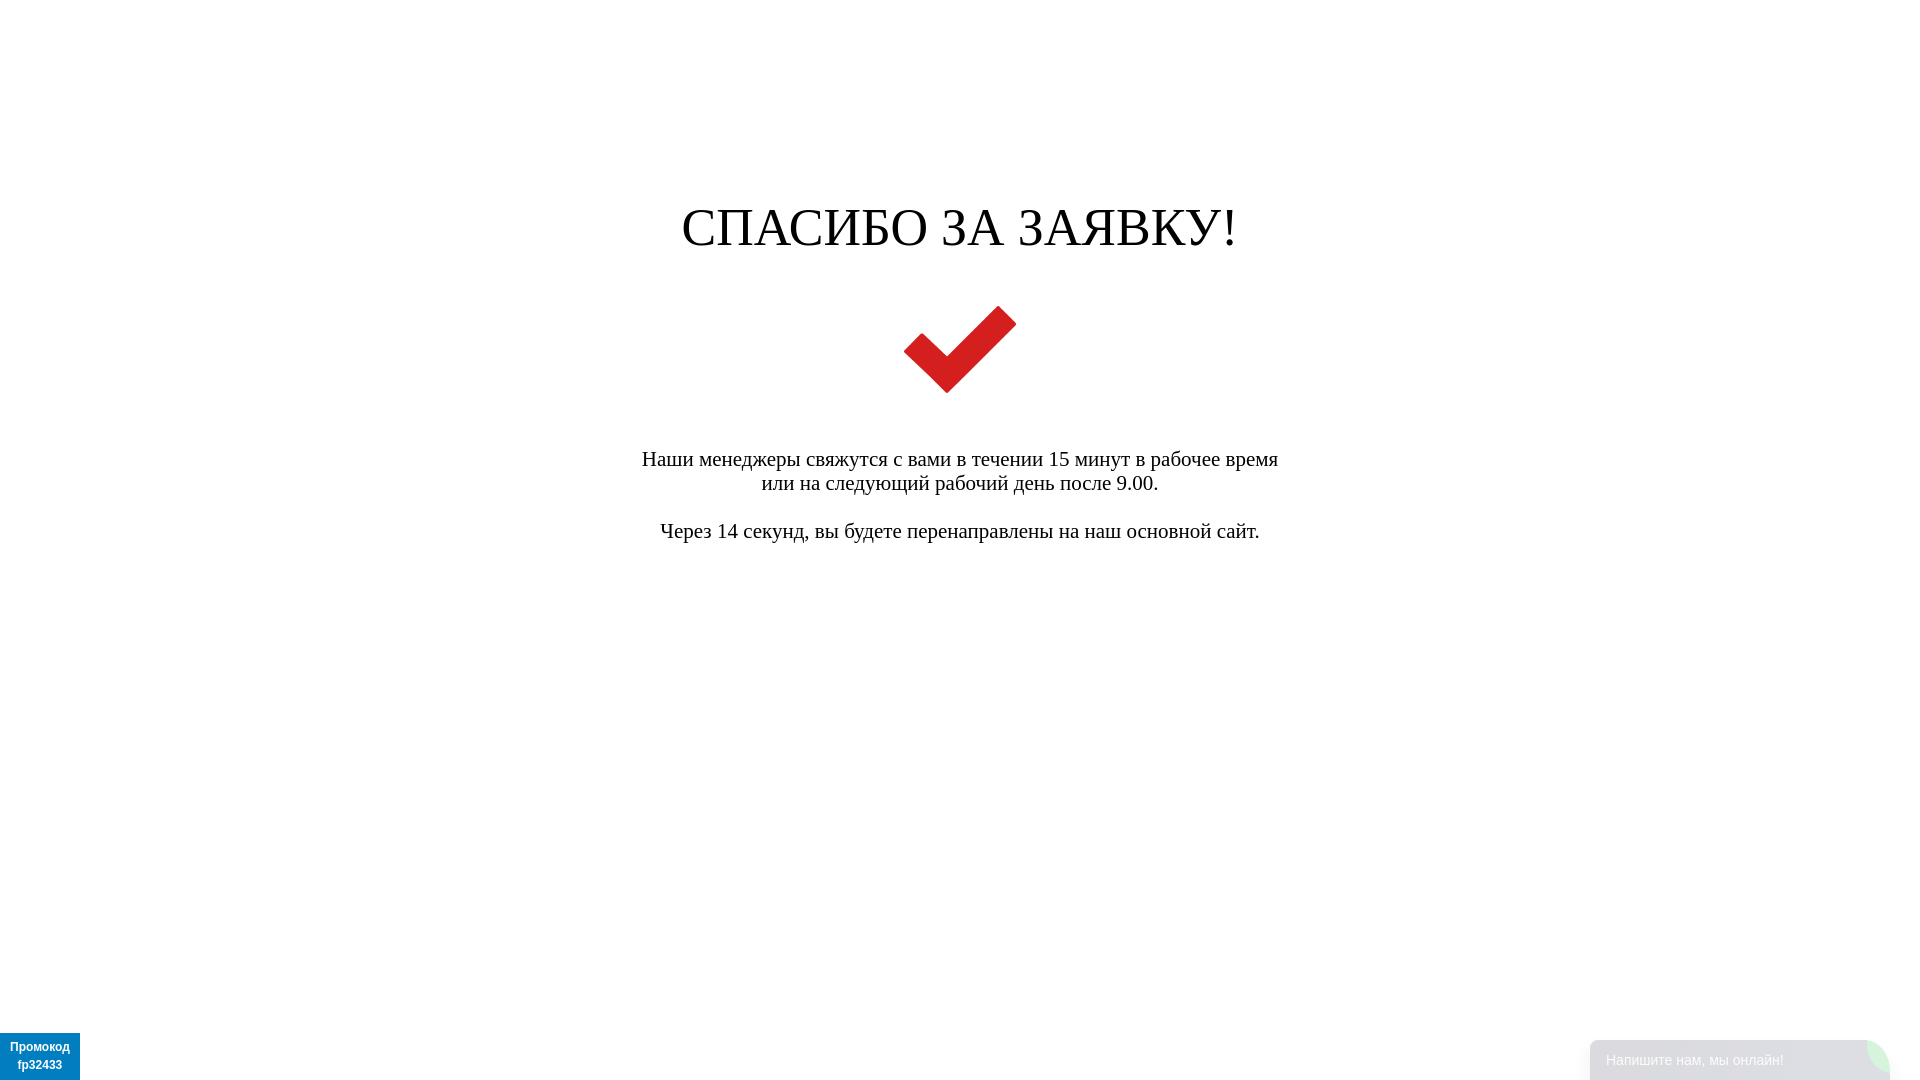 СПАСИБО ЗА ЗАЯВКУ!
Наши менеджеры свяжутся с вами в течении 15 минут в рабочее время
или на следующий рабочий день после 9.00.
Через 14 секунд, вы будете перенаправлены на наш основной сайт.
Промокод
fp32433
Напишите нам, мы онлайн!